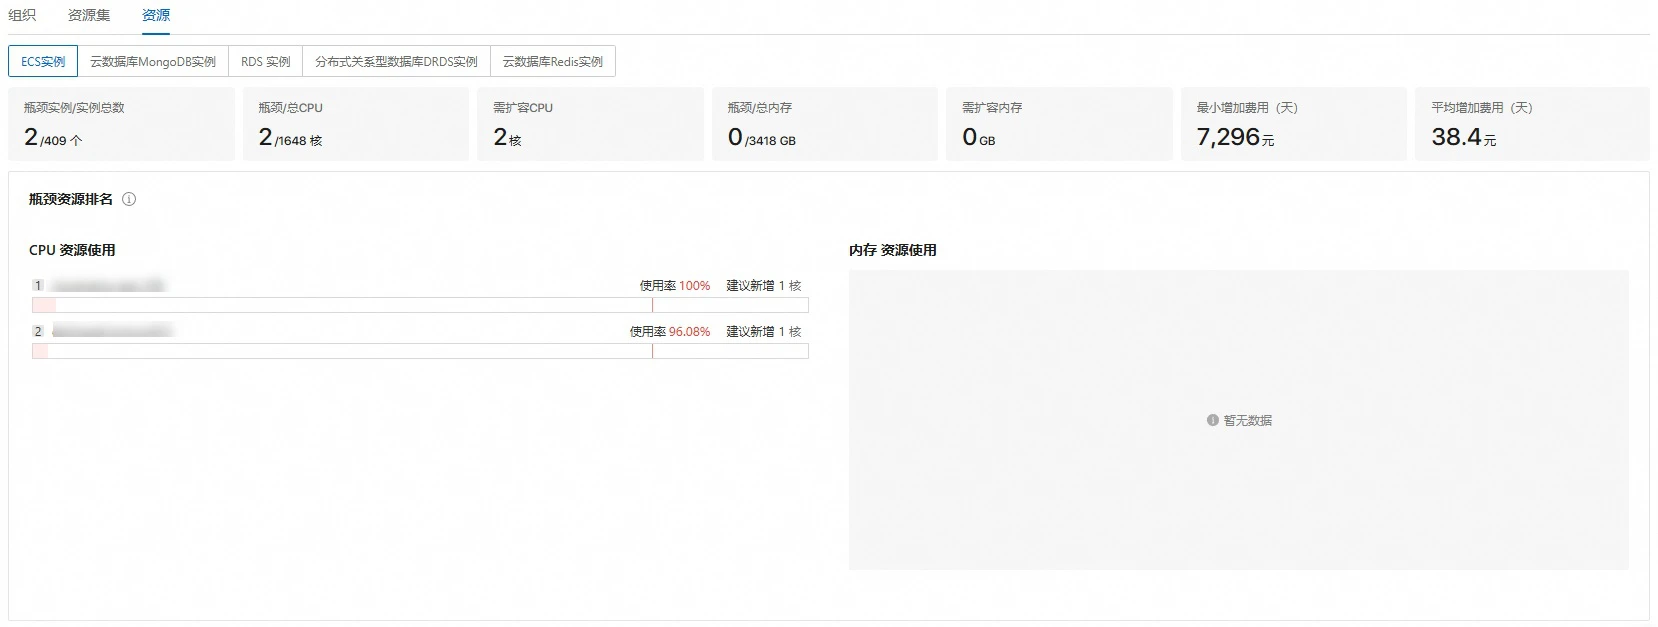 组织 资源集 资源
ECS实例 云数据库MongoDB实例 RDS 实例 分布式关系型数据库DRDS实例 云数据库Redis实例
瓶颈实例/实例总数 瓶颈/总CPU 需扩容CPU 瓶颈/总内存 需扩容内存 最小增加费用（天） 平均增加费用（天）
2/409 个 2/1648 核 2核 0/3418 GB 0GB 7,296元 38.4元
瓶颈资源排名
CPU 资源使用 内存 资源使用
1 使用率 100% 建议新增 1 核
2 使用率 96.08% 建议新增 1 核
暂无数据